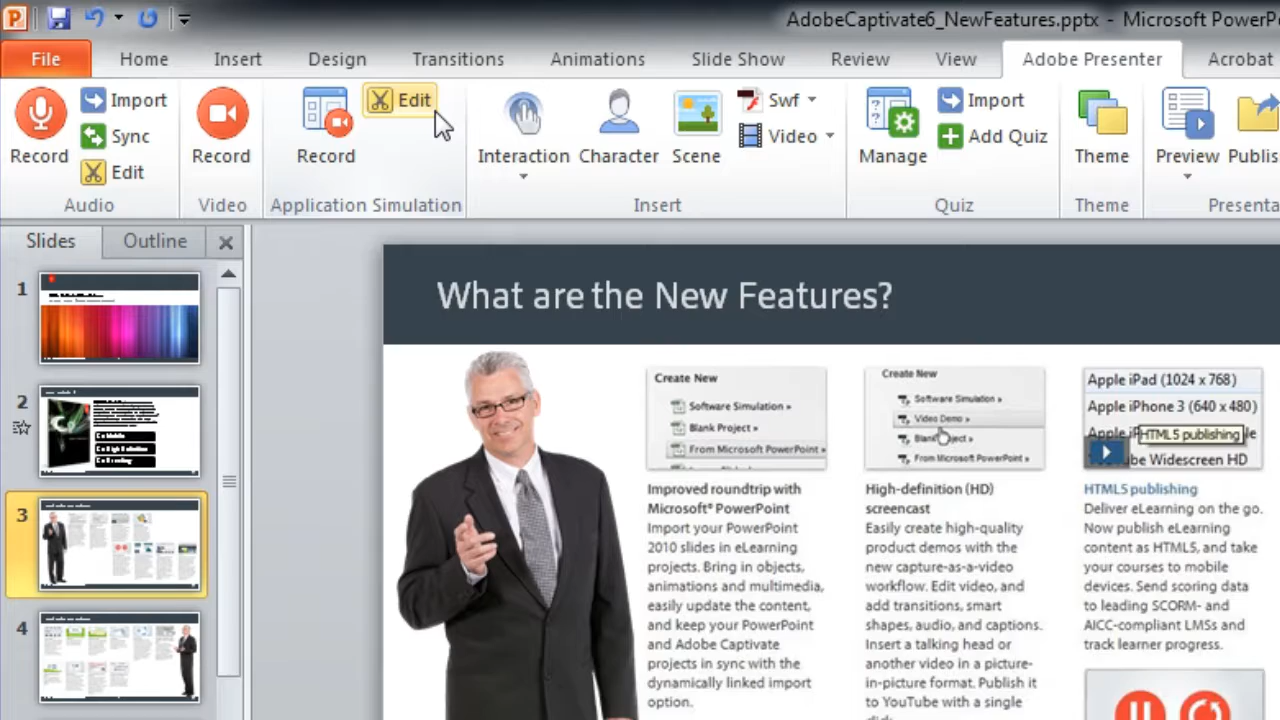 AdobeCaptivate6_NewFeatures.pptx - Microsoft PowerP
File Home Insert Design Transitions Animations Slide Show Review View Adobe Presenter Acrobat
Record Import Sync Edit
Audio
Record
Video
Record Edit
Application Simulation
Interaction Character Scene Swf Video
Insert
Manage Import Add Quiz
Quiz
Theme
Theme
Preview Publis
Presenta
Slides Outline
1
2
3
4
What are the New Features?
Create New
Software Simulation »
Blank Project »
From Microsoft PowerPoint »
Improved roundtrip with
Microsoft® PowerPoint
Import your PowerPoint
2010 slides in eLearning
projects. Bring in objects,
animations and multimedia,
easily update the content,
and keep your PowerPoint
and Adobe Captivate
projects in sync with the
dynamically linked import
option.
Create New
Software Simulation »
Video Demo »
Blank Project »
From Microsoft PowerPoint »
High-definition (HD)
screencast
Easily create high-quality
product demos with the
new capture-as-a-video
workflow. Edit video, and
add transitions, smart
shapes, audio, and captions.
Insert a talking head or
another video in a picture-
in-picture format. Publish it
to YouTube with a single
Apple iPad (1024 x 768)
Apple iPhone 3 (640 x 480)
HTML5 publishing
Widescreen HD
HTML5 publishing
Deliver eLearning on the go.
Now publish eLearning
content as HTML5, and take
your courses to mobile
devices. Send scoring data
to leading SCORM- and
AICC-compliant LMSs and
track learner progress.